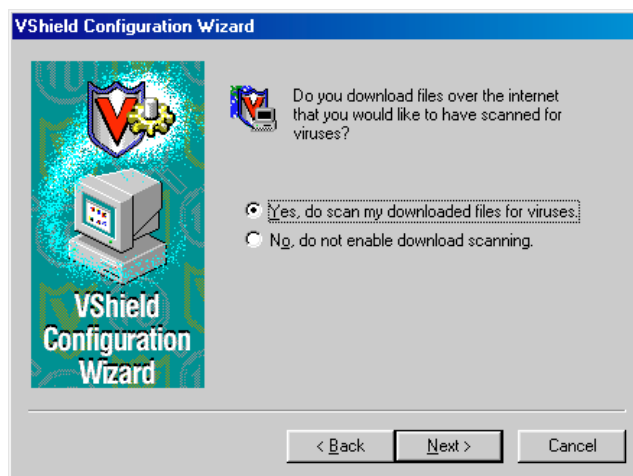 VShield Configuration Wizard
Do you download files over the internet
that you would like to have scanned for
viruses?
Yes, do scan my downloaded files for viruses.
No, do not enable download scanning.
VShield
Configuration
Wizard
< Back
Next >
Cancel